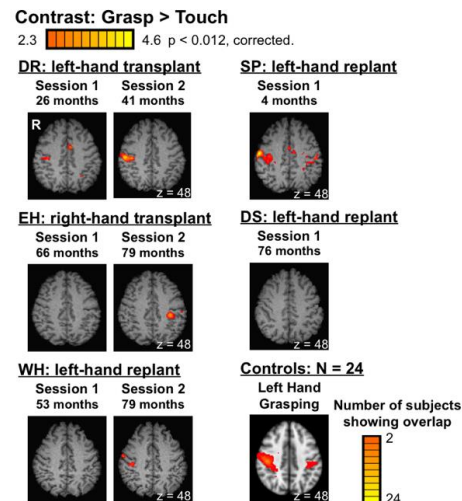 Contrast: Grasp > Touch
2.3 4.6 p < 0.012, corrected.
DR: left-hand transplant
Session 1
26 months
Session 2
41 months
R
z = 48
SP: left-hand replant
Session 1
4 months
z = 48
EH: right-hand transplant
Session 1
66 months
Session 2
79 months
z = 48
DS: left-hand replant
Session 1
76 months
z = 48
WH: left-hand replant
Session 1
53 months
Session 2
79 months
z = 48
Controls: N = 24
Left Hand
Grasping
z = 48
Number of subjects
showing overlap
2
24